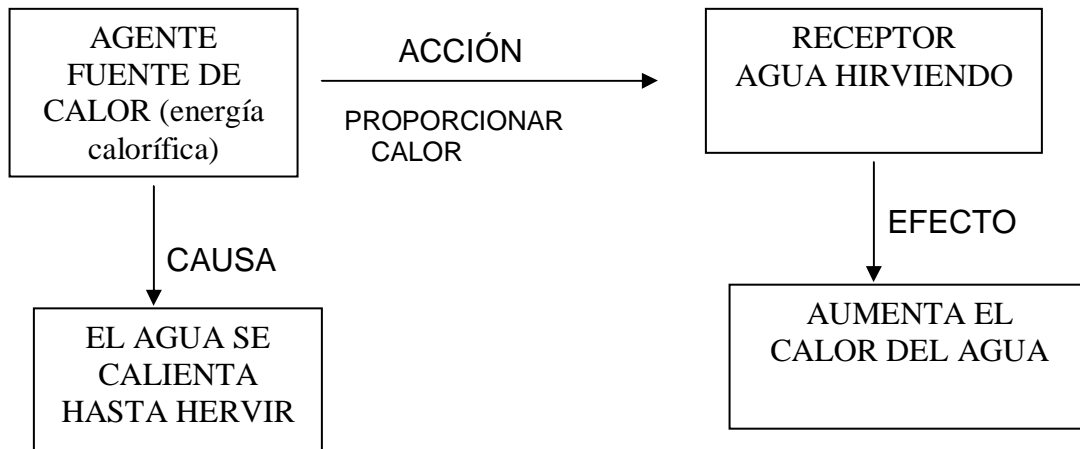 AGENTE
FUENTE DE
CALOR (energía
calorífica)
ACCIÓN
PROPORCIONAR
CALOR
RECEPTOR
AGUA HIRVIENDO
CAUSA
EFECTO
EL AGUA SE
CALIENTA
HASTA HERVIR
AUMENTA EL
CALOR DEL AGUA